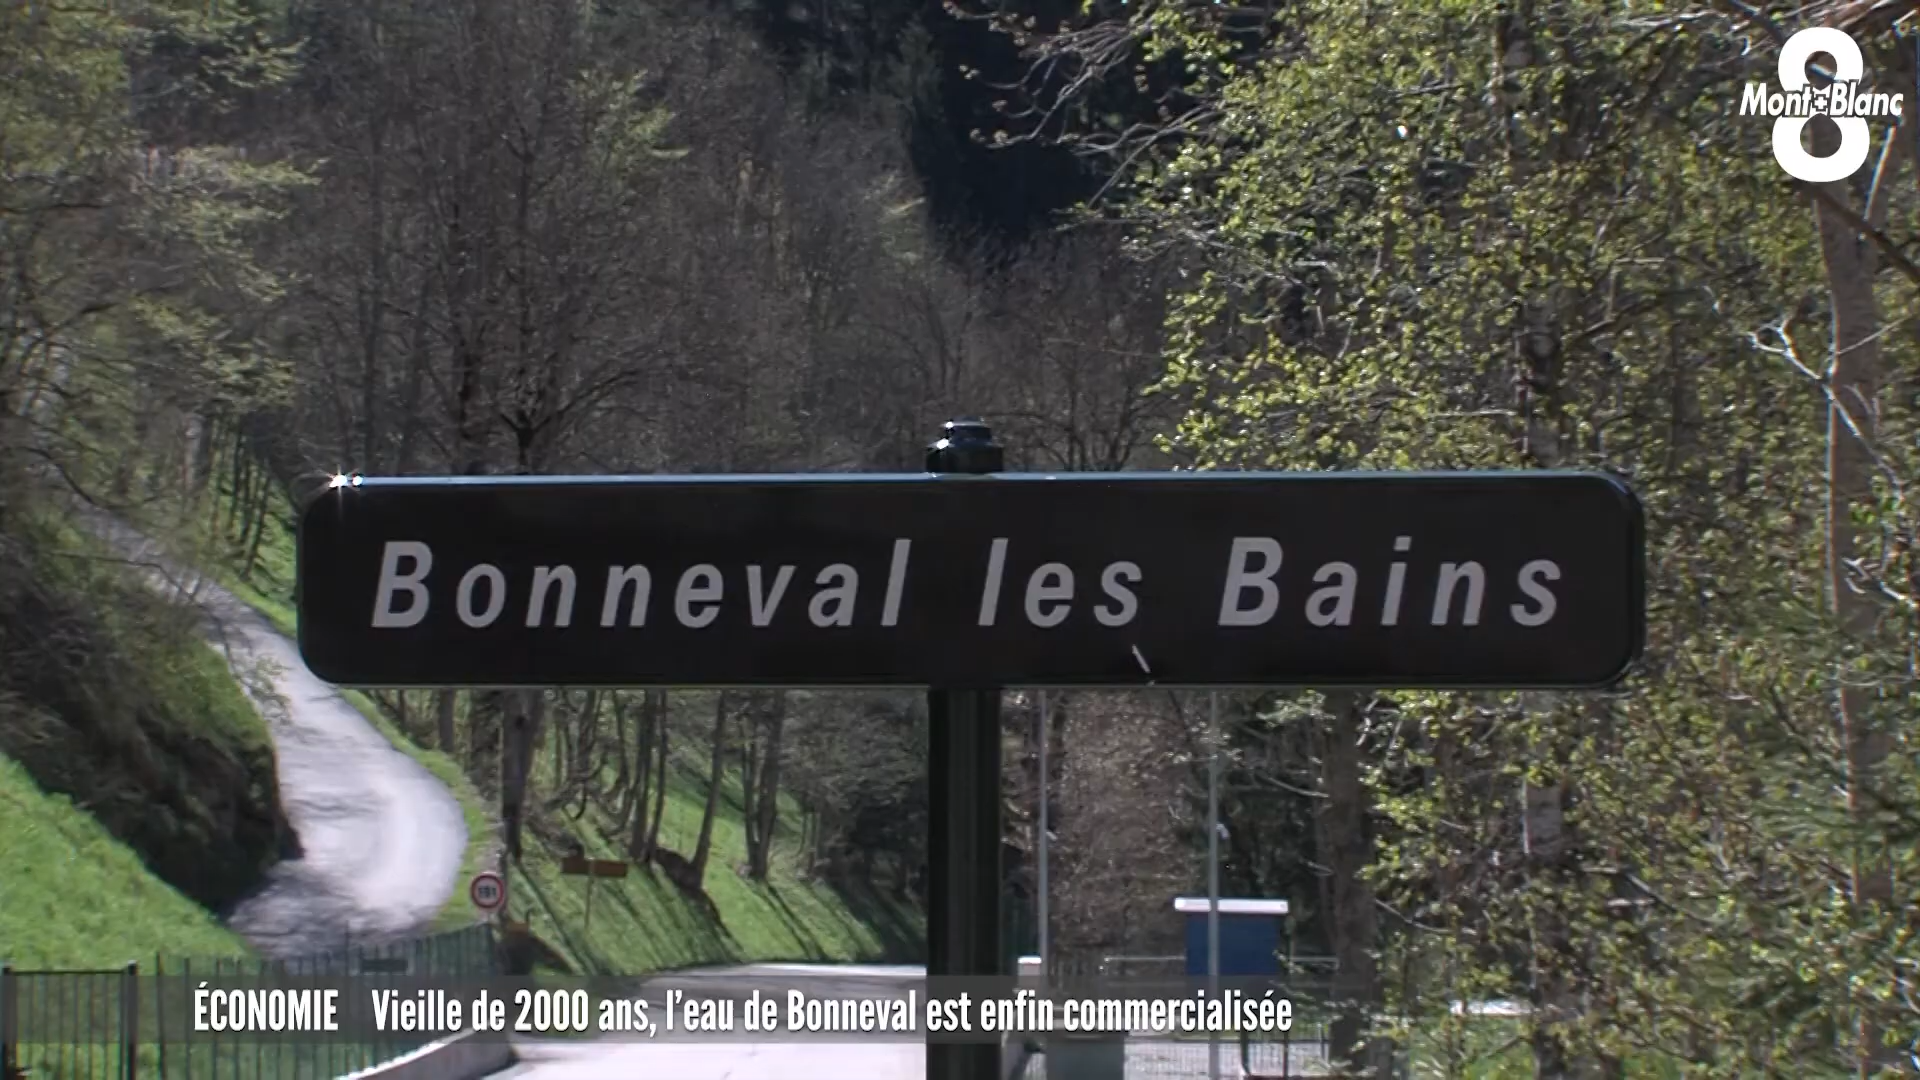 8
Mont Blanc
Bonneval les Bains
ÉCONOMIE Vieille de 2000 ans, l'eau de Bonneval est enfin commercialisée